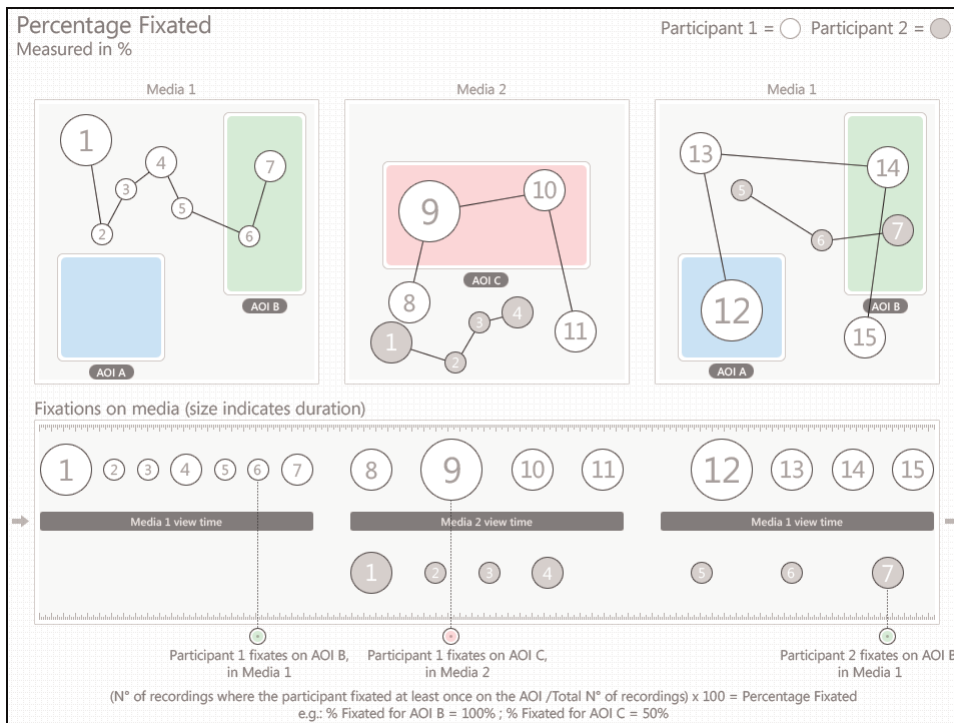 Percentage Fixated
Measured in %
Participant 1 = Participant 2 =
Media 1 Media 2 Media 1
1 2 3 4 5 6 7
AOI A
AOI B
8 9 10 11
1 2 3 4
AOI C
12 13 14 15
5 6 7
AOI A
AOI B
Fixations on media (size indicates duration)
1 2 3 4 5 6 7 8 9 10 11 12 13 14 15
Media 1 view time Media 2 view time Media 1 view time
1 2 3 4 5 6 7
Participant 1 fixates on AOI B, Participant 1 fixates on AOI C, Participant 2 fixates on AOI B
in Media 1 in Media 2 in Media 1
(N° of recordings where the participant fixated at least once on the AOI /Total N° of recordings) x 100 = Percentage Fixated
e.g.: % Fixated for AOI B = 100% ; % Fixated for AOI C = 50%